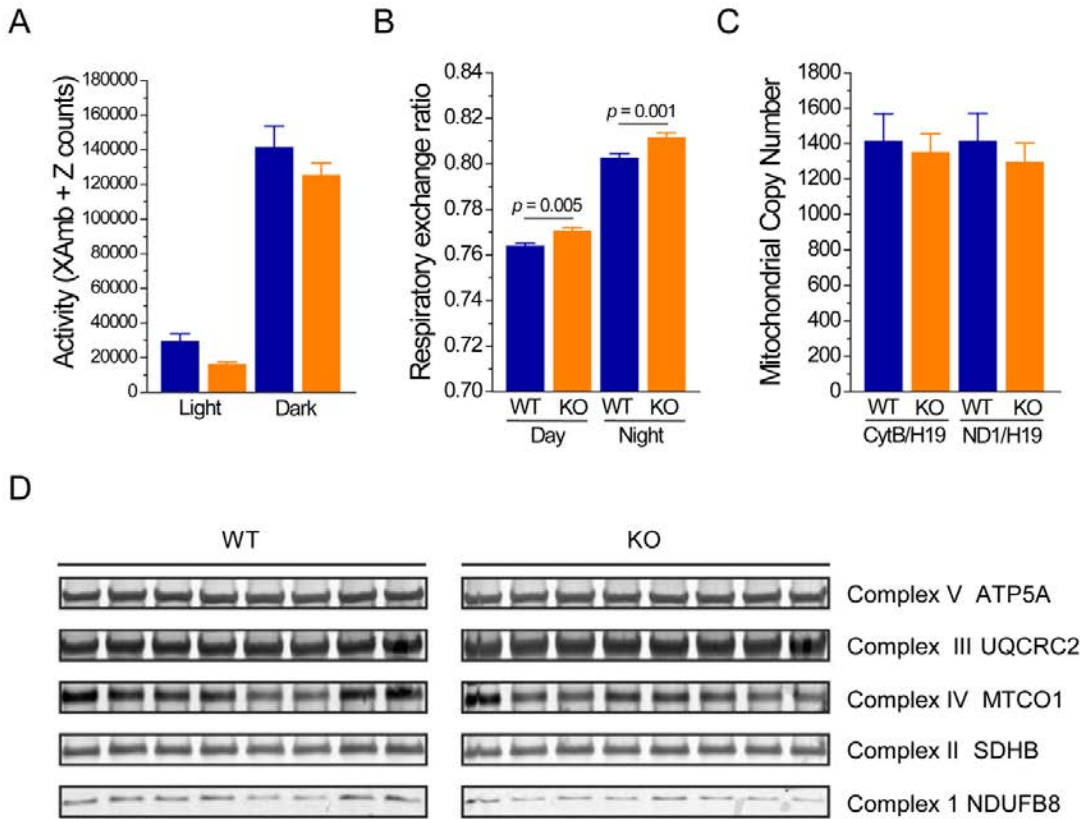 A
Activity (XAmb + Z counts)
180000
160000
140000
120000
100000
80000
60000
40000
20000
0
Light Dark
B
Respiratory exchange ratio
0.84
0.82
0.80
0.78
0.76
0.74
0.72
0.70
p = 0.005
p = 0.001
WT KO WT KO
Day Night
C
Mitochondrial Copy Number
1800
1600
1400
1200
1000
800
600
400
200
0
WT KO WT KO
CytB/H19 ND1/H19
D
WT KO
Complex V ATP5A
Complex III UQCRC2
Complex IV MTCO1
Complex II SDHB
Complex 1 NDUFB8